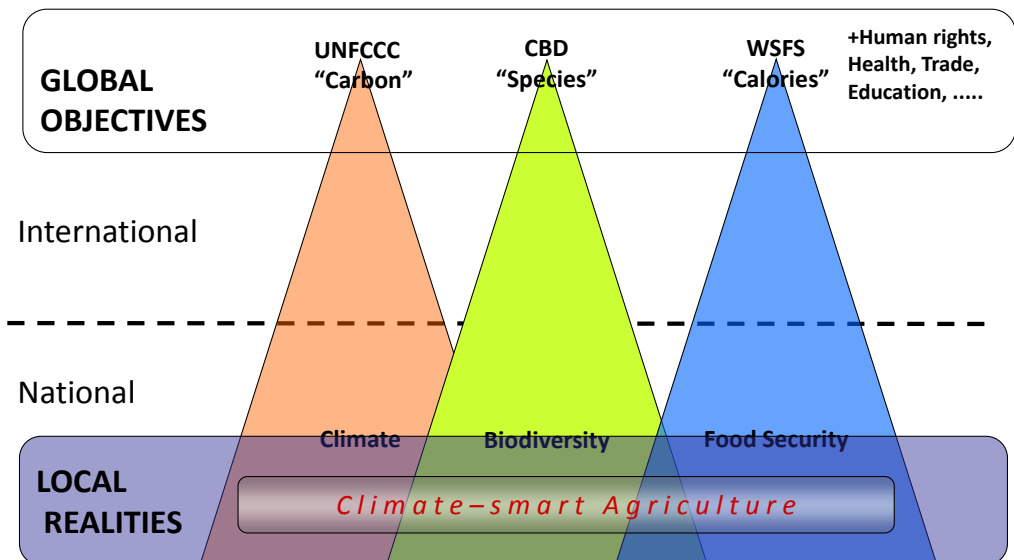 UNFCCC
"Carbon"
CBD
"Species"
WSFS
"Calories"
+Human rights,
Health, Trade,
Education, .....
GLOBAL
OBJECTIVES
International
National
Climate
Biodiversity
Food Security
LOCAL
REALITIES
Climate–smart Agriculture